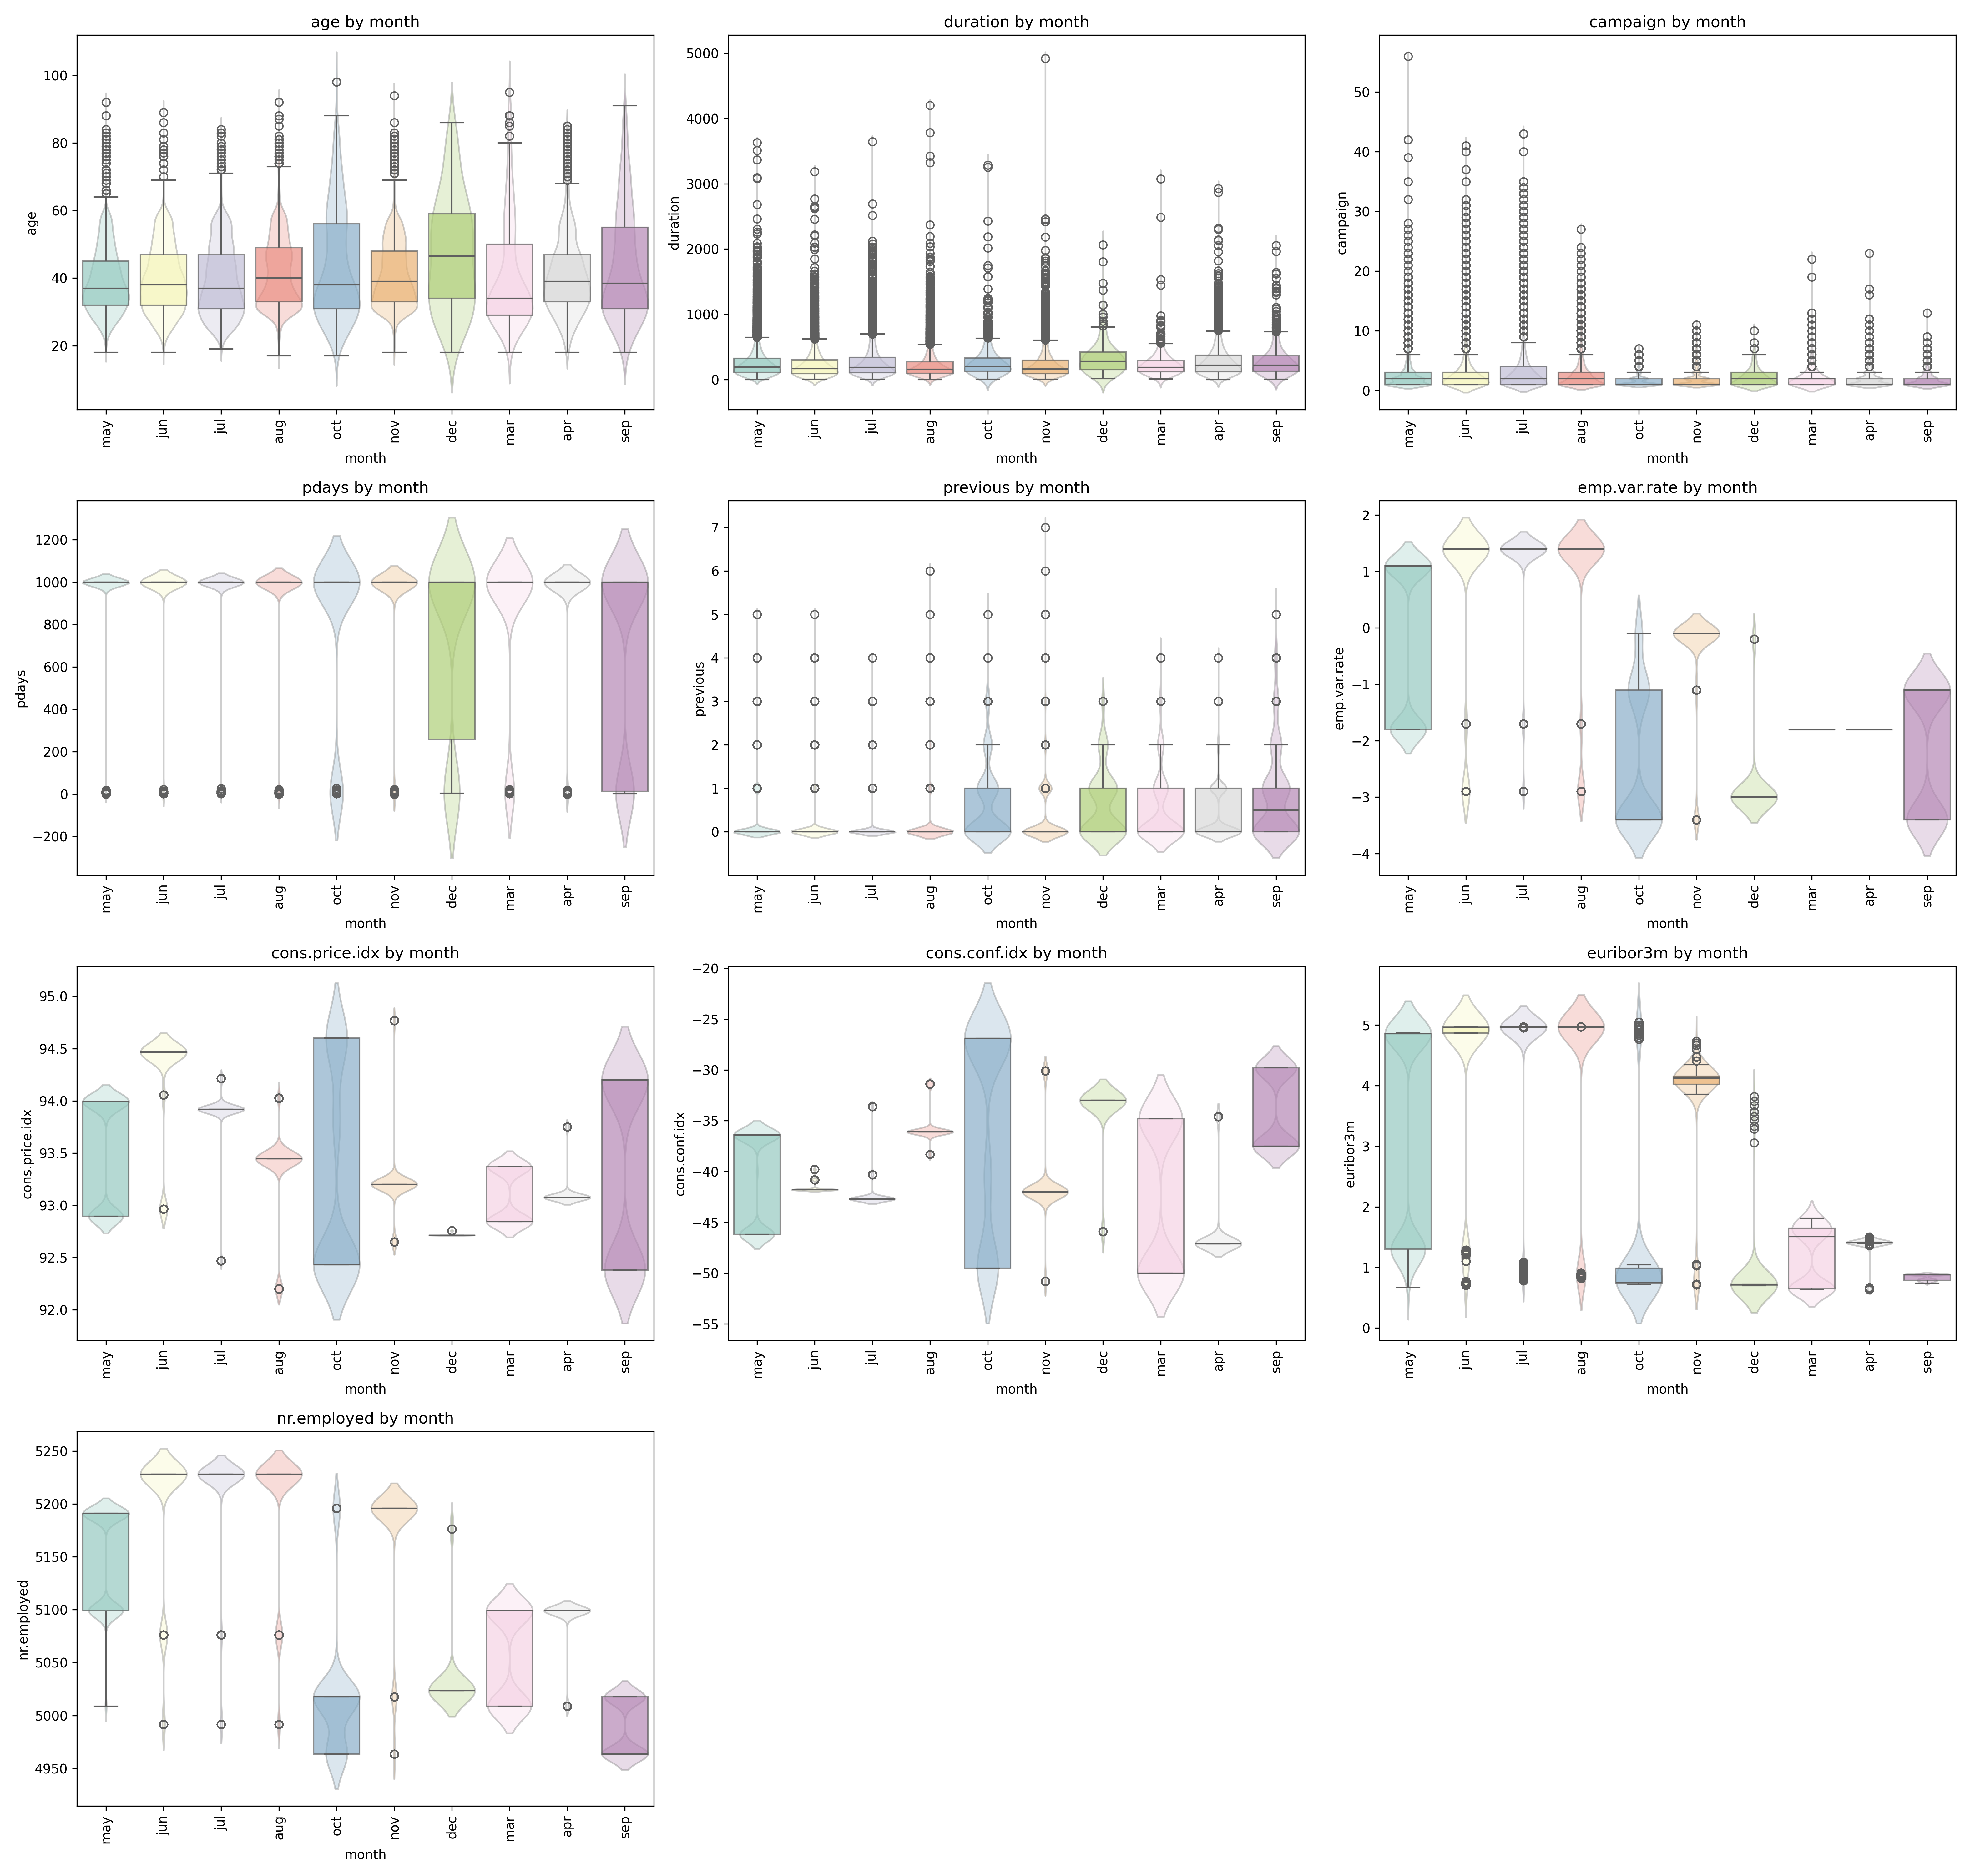 age by month
100
80
60
40
20
age
may jun jul aug oct nov dec mar apr sep
month
duration by month
5000
4000
3000
2000
1000
0
duration
may jun jul aug oct nov dec mar apr sep
month
campaign by month
50
40
30
20
10
0
campaign
may jun jul aug oct nov dec mar apr sep
month
pdays by month
1200
1000
800
600
400
200
0
−200
pdays
may jun jul aug oct nov dec mar apr sep
month
previous by month
7
6
5
4
3
2
1
0
previous
may jun jul aug oct nov dec mar apr sep
month
emp.var.rate by month
2
1
0
−1
−2
−3
−4
emp.var.rate
may jun jul aug oct nov dec mar apr sep
month
cons.price.idx by month
95.0
94.5
94.0
93.5
93.0
92.5
92.0
cons.price.idx
may jun jul aug oct nov dec mar apr sep
month
cons.conf.idx by month
−20
−25
−30
−35
−40
−45
−50
−55
cons.conf.idx
may jun jul aug oct nov dec mar apr sep
month
euribor3m by month
5
4
3
2
1
0
euribor3m
may jun jul aug oct nov dec mar apr sep
month
nr.employed by month
5250
5200
5150
5100
5050
5000
4950
nr.employed
may jun jul aug oct nov dec mar apr sep
month